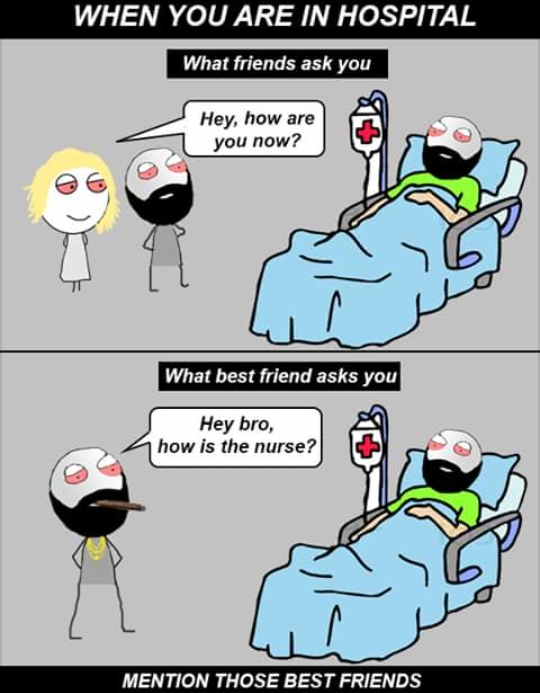 WHEN YOU ARE IN HOSPITAL
What friends ask you
Hey, how are
you now?
What best friend asks you
Hey bro,
how is the nurse?
MENTION THOSE BEST FRIENDS